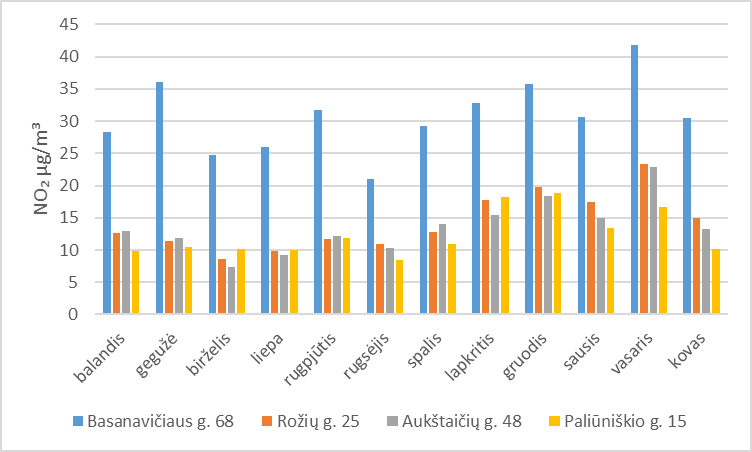 45
40
35
30
25
20
15
10
5
0
NO₂ µg/m³
balandis
gegužė
birželis
liepa
rugpjūtis
rugsėjis
spalis
lapkritis
gruodis
sausis
vasaris
kovas
Basanavičiaus g. 68 Rožių g. 25 Aukštaičių g. 48 Paliūniškio g. 15